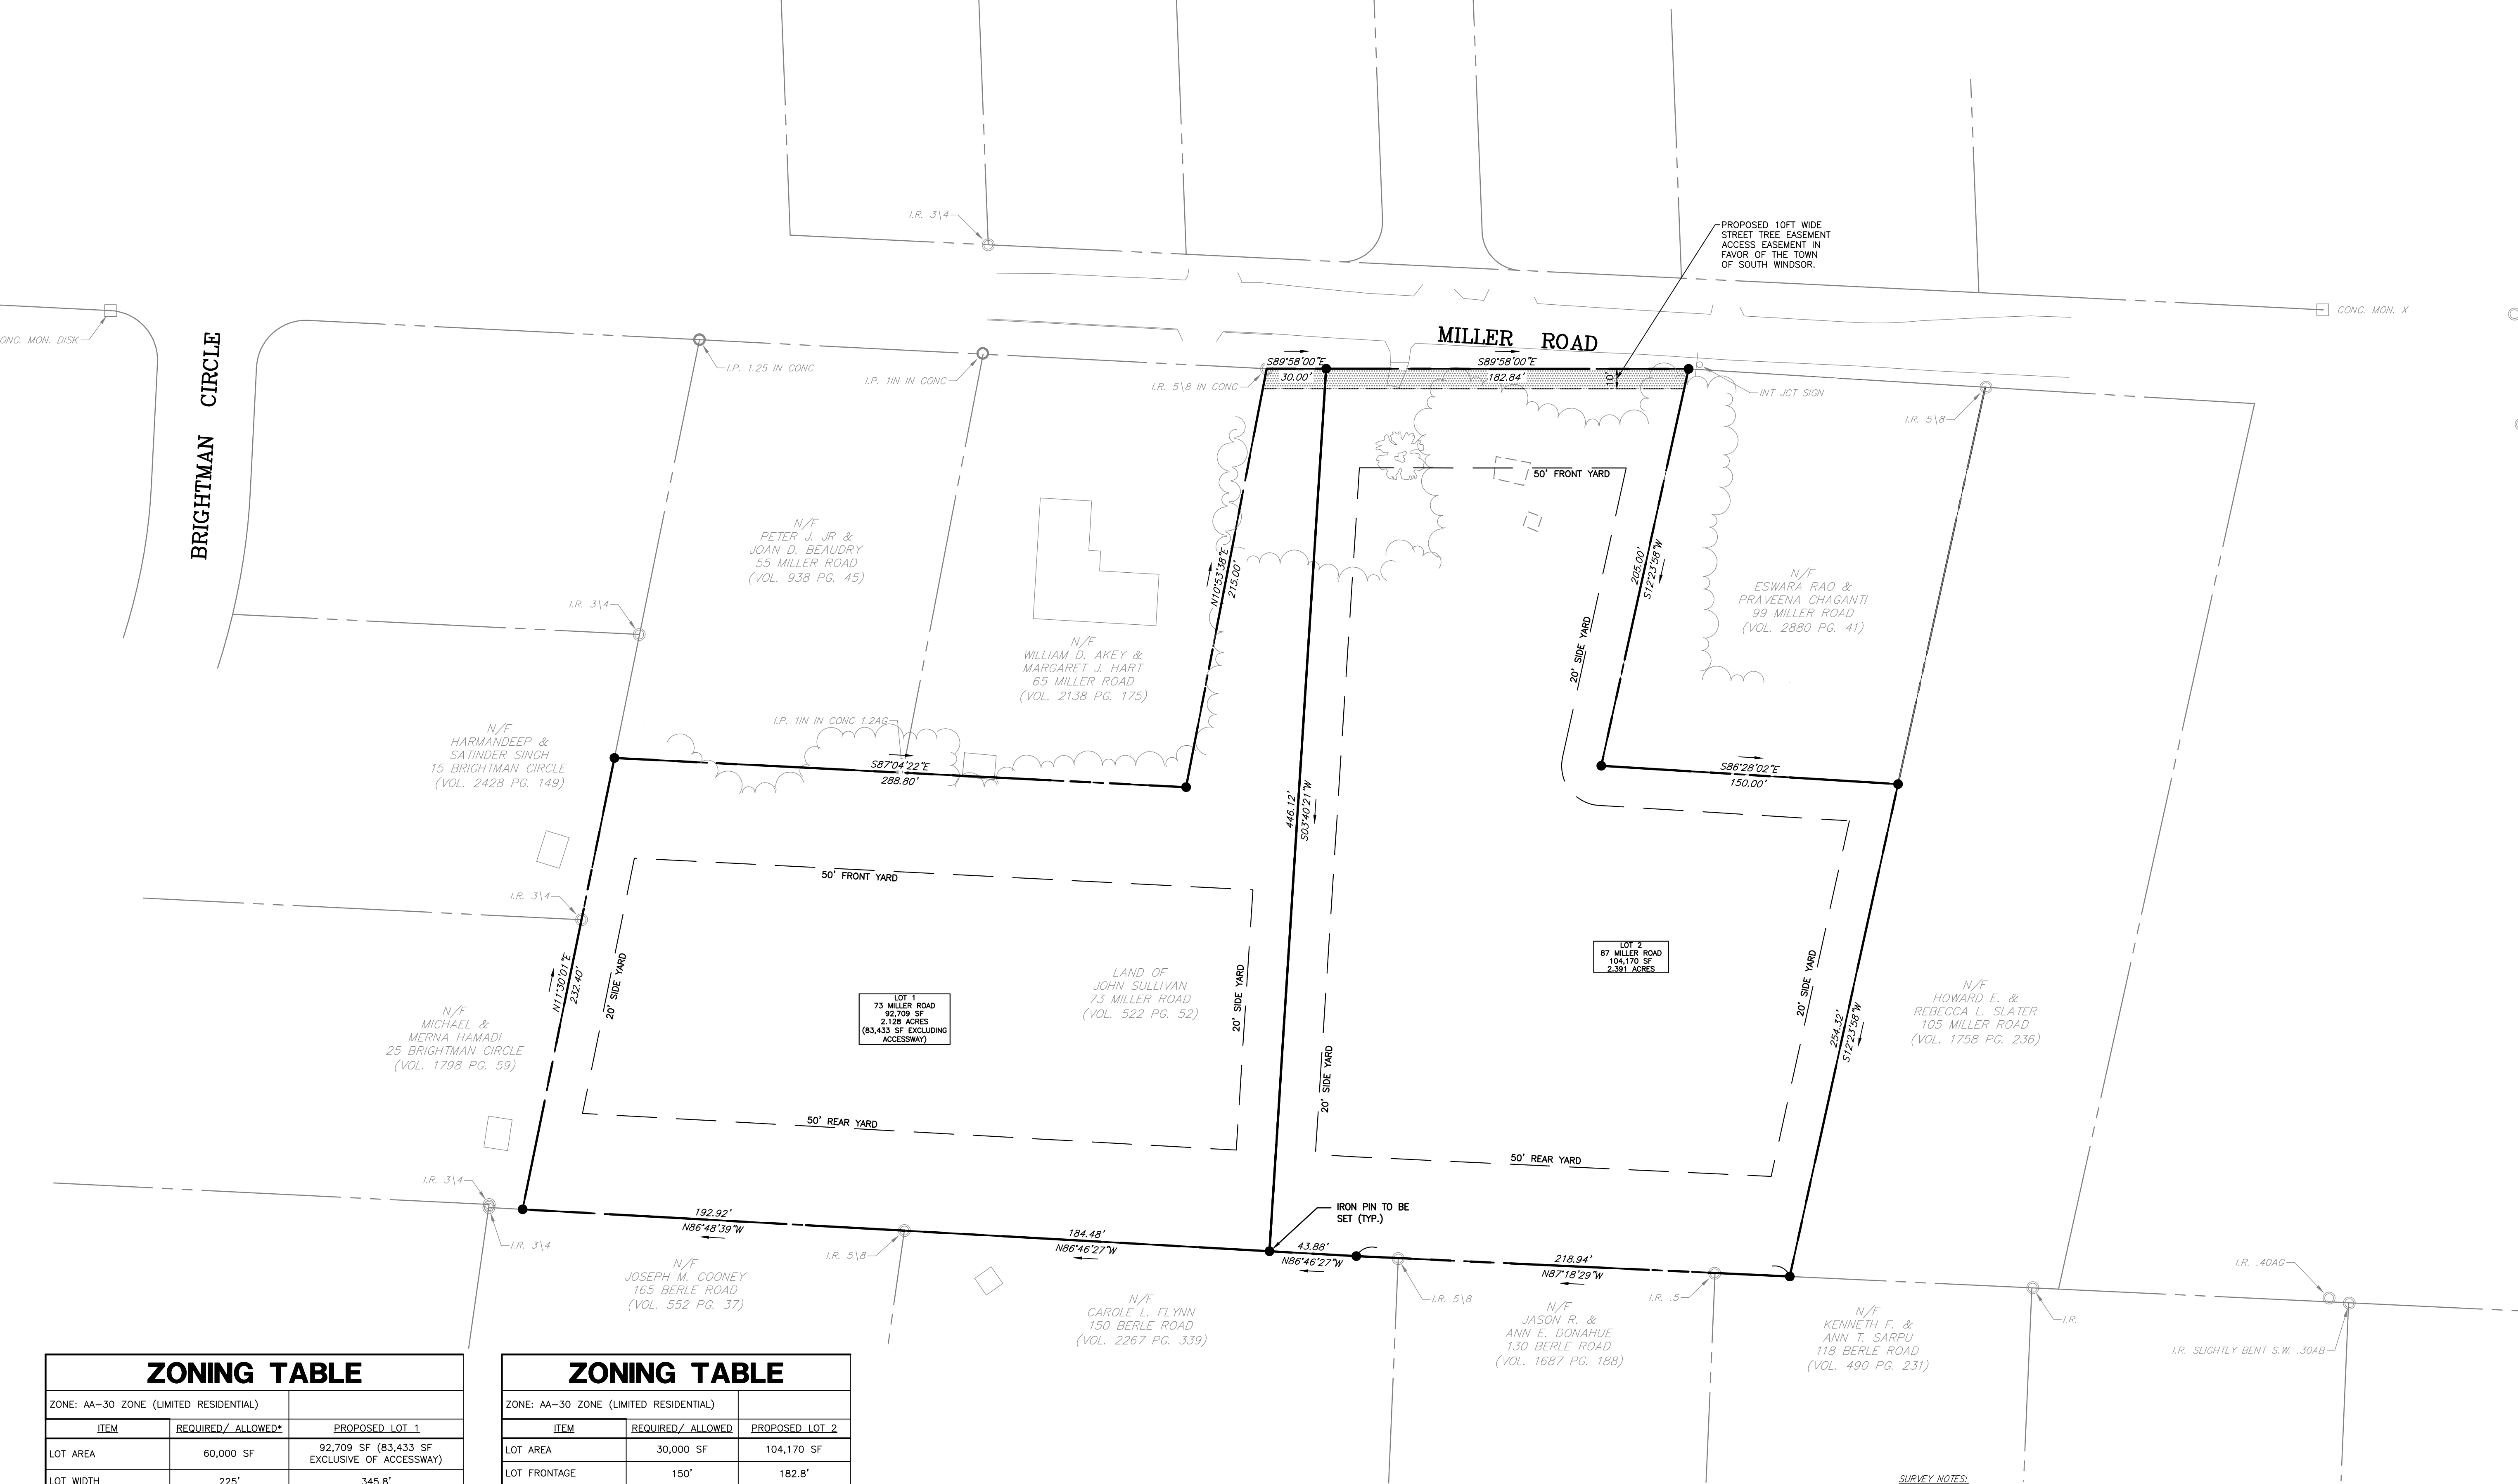 I.R. 3\4
PROPOSED 10FT WIDE
STREET TREE EASEMENT
ACCESS EASEMENT IN
FAVOR OF THE TOWN
OF SOUTH WINDSOR.
CONC. MON. X
ONC. MON. DISK
BRIGHTMAN CIRCLE
MILLER ROAD
I.P. 1.25 IN CONC
I.P. 1IN IN CONC
I.R. 5\8 IN CONC
S89°58'00"E
30.00'
S89°58'00"E
182.84'
10'
INT JCT SIGN
I.R. 5\8
50' FRONT YARD
N/F
PETER J. JR &
JOAN D. BEAUDRY
55 MILLER ROAD
(VOL. 938 PG. 45)
N10°53'38"E
215.00'
205.00'
S12°23'58"W
N/F
ESWARA RAO &
PRAVEENA CHAGANTI
99 MILLER ROAD
(VOL. 2880 PG. 41)
I.R. 3\4
N/F
WILLIAM D. AKEY &
MARGARET J. HART
65 MILLER ROAD
(VOL. 2138 PG. 175)
20' SIDE YARD
I.P. 1IN IN CONC 1.2AG
N/F
HARMANDEEP &
SATINDER SINGH
15 BRIGHTMAN CIRCLE
(VOL. 2428 PG. 149)
S87°04'22"E
288.80'
446.12'
S03°40'21"W
S86°28'02"E
150.00'
50' FRONT YARD
I.R. 3\4
N11°30'01"E
232.40'
20' SIDE YARD
LOT 1
73 MILLER ROAD
92,709 SF
2.128 ACRES
(83,433 SF EXCLUDING
ACCESSWAY)
LAND OF
JOHN SULLIVAN
73 MILLER ROAD
(VOL. 522 PG. 52)
20' SIDE YARD
20' SIDE YARD
LOT 2
87 MILLER ROAD
104,170 SF
2.391 ACRES
20' SIDE YARD
254.32'
S12°23'58"W
N/F
HOWARD E. &
REBECCA L. SLATER
105 MILLER ROAD
(VOL. 1758 PG. 236)
N/F
MICHAEL &
MERNA HAMADI
25 BRIGHTMAN CIRCLE
(VOL. 1798 PG. 59)
50' REAR YARD
50' REAR YARD
I.R. 3\4
I.R. 3\4
192.92'
N86°48'39"W
I.R. 5\8
184.48'
N86°46'27"W
IRON PIN TO BE
SET (TYP.)
43.88'
N86°46'27"W
218.94'
N87°18'29"W
I.R. 5\8
I.R. .5
I.R.
I.R. .40AG
I.R. SLIGHTLY BENT S.W. .30AB
N/F
JOSEPH M. COONEY
165 BERLE ROAD
(VOL. 552 PG. 37)
N/F
CAROLE L. FLYNN
150 BERLE ROAD
(VOL. 2267 PG. 339)
N/F
JASON R. &
ANN E. DONAHUE
130 BERLE ROAD
(VOL. 1687 PG. 188)
N/F
KENNETH F. &
ANN T. SARPU
118 BERLE ROAD
(VOL. 490 PG. 231)
ZONING TABLE
ZONE: AA-30 ZONE (LIMITED RESIDENTIAL)
ITEM REQUIRED/ ALLOWED* PROPOSED LOT 1
LOT AREA 60,000 SF 92,709 SF (83,433 SF
EXCLUSIVE OF ACCESSWAY)
LOT WIDTH 225' 345.8'
ZONING TABLE
ZONE: AA-30 ZONE (LIMITED RESIDENTIAL)
ITEM REQUIRED/ ALLOWED PROPOSED LOT 2
LOT AREA 30,000 SF 104,170 SF
LOT FRONTAGE 150' 182.8'
SURVEY NOTES: